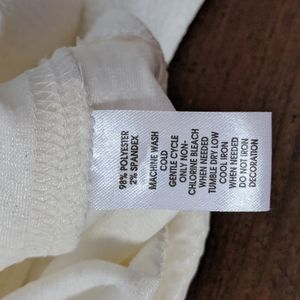 96% POLYESTER
2% SPANDEX
MACHINE WASH
COLD
GENTLE CYCLE
ONLY NON-
CHLORINE BLEACH
WHEN NEEDED
TUMBLE DRY LOW
COOL IRON
WHEN NEEDED
DO NOT IRON
DECORATION